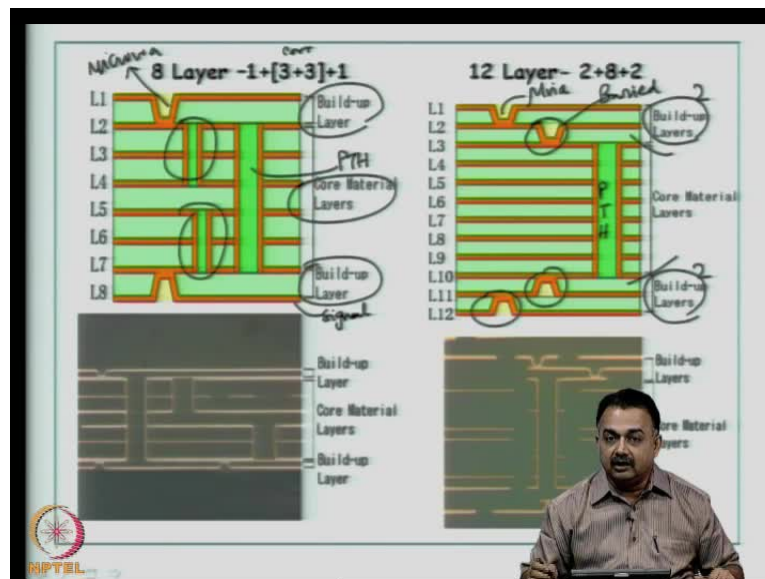 Microvia
core
8 Layer -1+[3+3]+1
L1
L2
L3
L4
L5
L6
L7
L8
Build-up
Layer
PTH
Core Material
Layers
Build-up
Layer
Signal
12 Layer- 2+8+2
Mvia
Buried
2
L1
L2
L3
L4
L5
L6
L7
L8
L9
L10
L11
L12
Build-up
Layers
PTH
Core Material
Layers
2
Build-up
Layers
Build-up
Layer
Core Material
Layers
Build-up
Layer
Build-up
Layers
ore Material
Layers
NPTEL